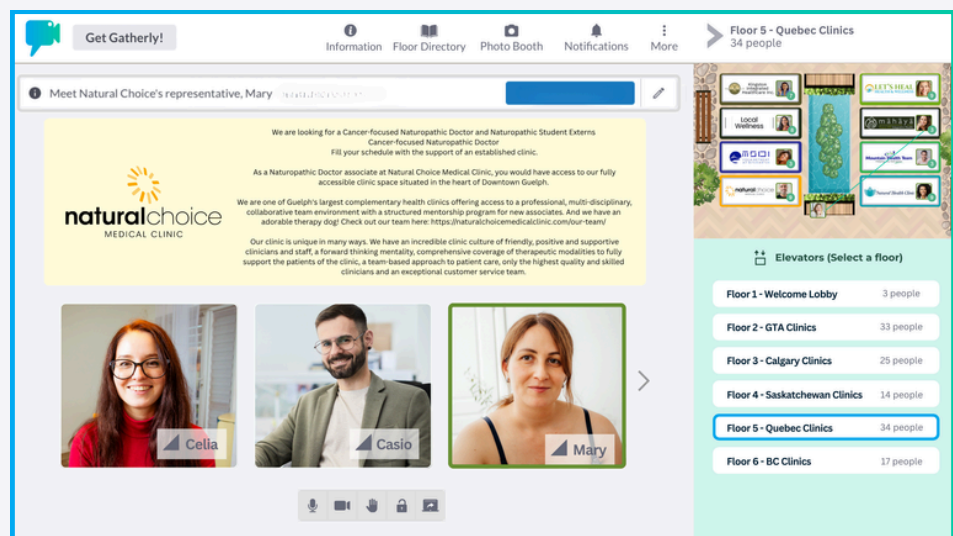 Get Gatherly!
Information
Floor Directory
Photo Booth
Notifications
More
Floor 5 - Quebec Clinics
34 people
Meet Natural Choice's representative, Mary
naturalchoice
MEDICAL CLINIC
We are looking for a Cancer-focused Naturopathic Doctor and Naturopathic Student Externs
Cancer-focused Naturopathic Doctor
Fill your schedule with the support of an established clinic.
As a Naturopathic Doctor associate at Natural Choice Medical Clinic, you would have access to our fully
accessible clinic space situated in the heart of Downtown Guelph.
We are one of Guelph's largest complementary health clinics offering access to a professional, multi-disciplinary,
collaborative team environment with a structured mentorship program for new associates. And we have an
adorable therapy dog! Check out our team here: https://naturalchoicemedicalclinic.com/our-team/
Our clinic is unique in many ways. We have an incredible clinic culture of friendly, positive and supportive
clinicians and staff, a forward thinking mentality, comprehensive coverage of therapeutic modalities to fully
support the patients of the clinic, a team-based approach to patient care, only the highest quality and skilled
clinicians and an exceptional customer service team.
Celia
Casio
Mary
LET'S HEAL
Local
Wellness
mahaya
MGOI
Mountain Health Team
naturalchoice
Natural Health Clinic
Elevators (Select a floor)
Floor 1 - Welcome Lobby
3 people
Floor 2 - GTA Clinics
33 people
Floor 3 - Calgary Clinics
25 people
Floor 4 - Saskatchewan Clinics
14 people
Floor 5 - Quebec Clinics
34 people
Floor 6 - BC Clinics
17 people